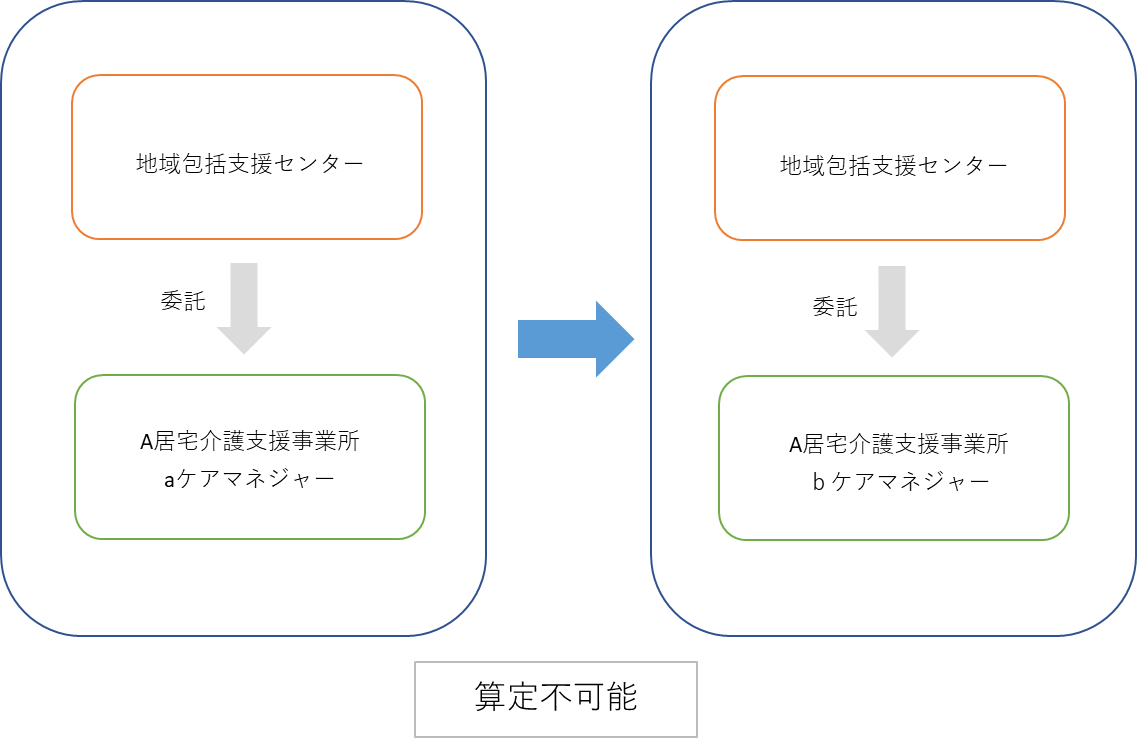 地域包括支援センター
委託
A居宅介護支援事業所
aケアマネジャー
地域包括支援センター
委託
A居宅介護支援事業所
bケアマネジャー
算定不可能